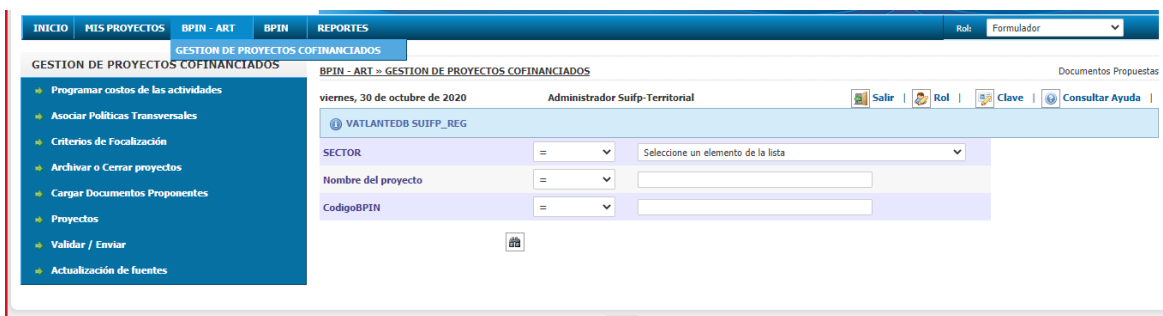 INICIO MIS PROYECTOS BPIN - ART BPIN REPORTES Rol: Formulador
GESTION DE PROYECTOS COFINANCIADOS
GESTION DE PROYECTOS COFINANCIADOS
Programar costos de las actividades
Asociar Políticas Transversales
Criterios de Focalización
Archivar o Cerrar proyectos
Cargar Documentos Proponentes
Proyectos
Validar / Enviar
Actualización de fuentes
BPIN - ART » GESTION DE PROYECTOS COFINANCIADOS Documentos Propuestas
viernes, 30 de octubre de 2020 Administrador Suifp-Territorial Salir | Rol | Clave | Consultar Ayuda |
VATLANTEDB SUIFP_REG
SECTOR = Seleccione un elemento de la lista
Nombre del proyecto =
CodigoBPIN =